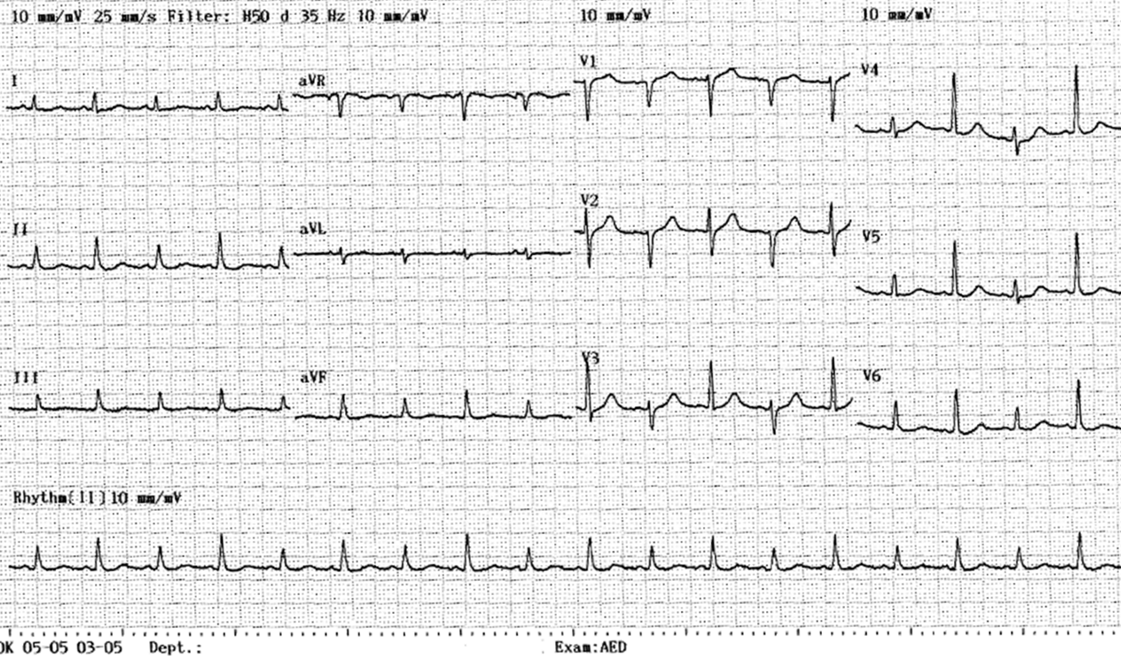 10 mm/mV 25 mm/s Filter: H50 d 35 Hz 10 mm/mV
10 mm/mV
10 mm/mV
I
aVR
V1
V4
II
aVL
V2
V5
III
aVF
V3
V6
Rhythm[II]10 mm/mV
OK 05-05 03-05 Dept.:
Exam:AED